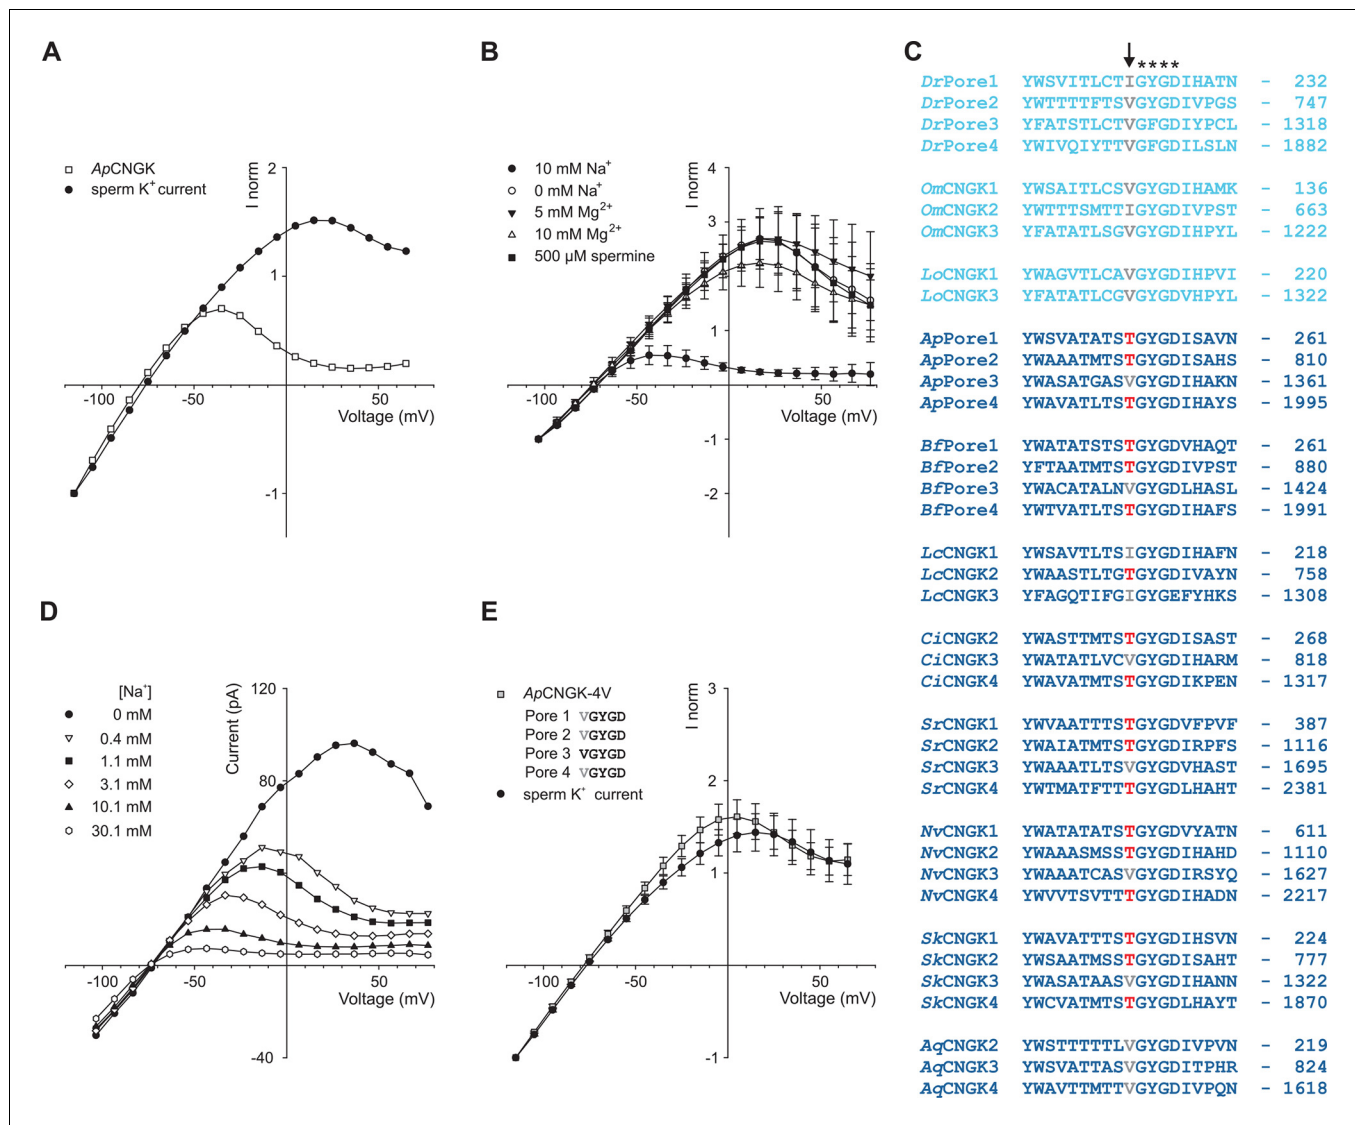 A
ApCNGK
sperm K+ current
I norm
2
1
-1
-100
-50
50
Voltage (mV)
B
10 mM Na+
0 mM Na+
5 mM Mg2+
10 mM Mg2+
500 µM spermine
I norm
4
3
1
-1
-2
-100
-50
50
Voltage (mV)
C
****
DrPore1 YWSVITLCTIGYGDIHATN - 232
DrPore2 YWTTTTFTSVGYGDIVPGS - 747
DrPore3 YFATSTLCTVGFGDIYPCL - 1318
DrPore4 YWIVQIYTTVGFGDILSLN - 1882
OmCNGK1 YWSAITLCSVGYGDIHAMK - 136
OmCNGK2 YWTTTSMTTIGYGDIVPST - 663
OmCNGK3 YFATATLSGVGYGDIHPYL - 1222
LoCNGK1 YWAGVTLCAVGYGDIHPVI - 220
LoCNGK3 YFATATLCGVGYGDVHPYL - 1322
ApPore1 YWSVATATSTGYGDISAVN - 261
ApPore2 YWAAATMTSTGYGDISAHS - 810
ApPore3 YWASATGASVGYGDIHAKN - 1361
ApPore4 YWAVATLTSTGYGDIHAYS - 1995
BfPore1 YWATATSTSTGYGDVHAQT - 261
BfPore2 YFTAATMTSTGYGDIVPST - 880
BfPore3 YWACATALNVGYGDLHASL - 1424
BfPore4 YWTVATLTSTGYGDIHAFS - 1991
LcCNGK1 YWSAVTLTSIGYGDIHAFN - 218
LcCNGK2 YWAASTLTGTGYGDIVAYN - 758
LcCNGK3 YFAGQTIFGIGYGEFYHKS - 1308
CiCNGK2 YWASTTMTSTGYGDISAST - 268
CiCNGK3 YWATATLVCVGYGDIHARM - 818
CiCNGK4 YWAVATMTSTGYGDIKPEN - 1317
SrCNGK1 YWVAATTTSTGYGDVFPVF - 387
SrCNGK2 YWAIATMTSTGYGDIRPFS - 1116
SrCNGK3 YWAAATLTSVGYGDVHAST - 1695
SrCNGK4 YWTMATFTTTGYGDLHAHT - 2381
NvCNGK1 YWATATATSTGYGDVYATN - 611
NvCNGK2 YWAAASMSSTGYGDIHAHD - 1110
NvCNGK3 YWAAATCASVGYGDIRSYQ - 1627
NvCNGK4 YWVVTSVTTTGYGDIHADN - 2217
SkCNGK1 YWAVATTTSTGYGDIHSVN - 224
SkCNGK2 YWSAATMSSTGYGDISAHT - 777
SkCNGK3 YWASATAASVGYGDIHANN - 1322
SkCNGK4 YWCVATMTSTGYGDLHAYT - 1870
AqCNGK2 YWSTTTTTLVGYGDIVPVN - 219
AqCNGK3 YWSVATTASVGYGDITPHR - 824
AqCNGK4 YWAVTTMTTVGYGDIVPQN - 1618
D
[Na+]
0 mM
0.4 mM
1.1 mM
3.1 mM
10.1 mM
30.1 mM
Current (pA)
120
80
-40
-100
-50
50
Voltage (mV)
E
ApCNGK-4V
Pore 1 VGYGD
Pore 2 VGYGD
Pore 3 VGYGD
Pore 4 VGYGD
sperm K+ current
I norm
3
2
1
-1
-100
-50
50
Voltage (mV)